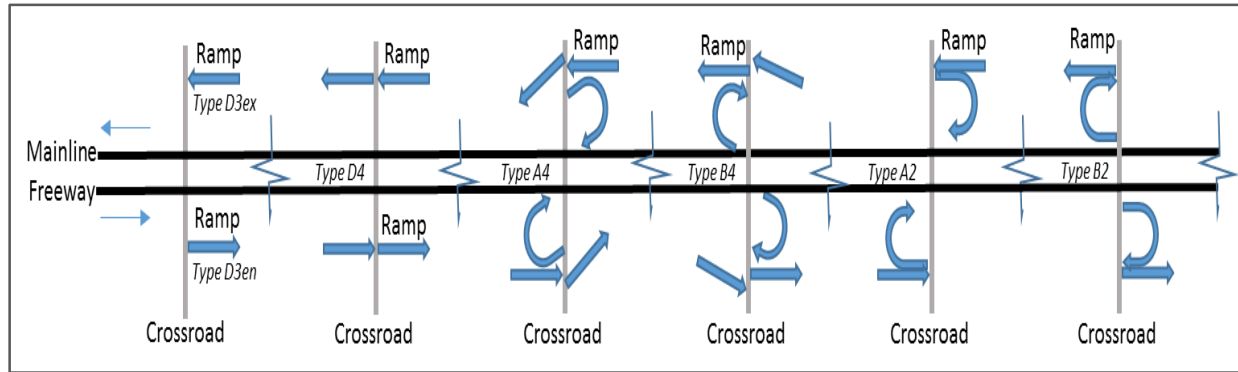 Ramp Ramp Ramp Ramp Ramp Ramp
Type D3ex
Mainline
Type D4 Type A4 Type B4 Type A2 Type B2
Freeway
Ramp Ramp
Type D3en
Crossroad Crossroad Crossroad Crossroad Crossroad Crossroad